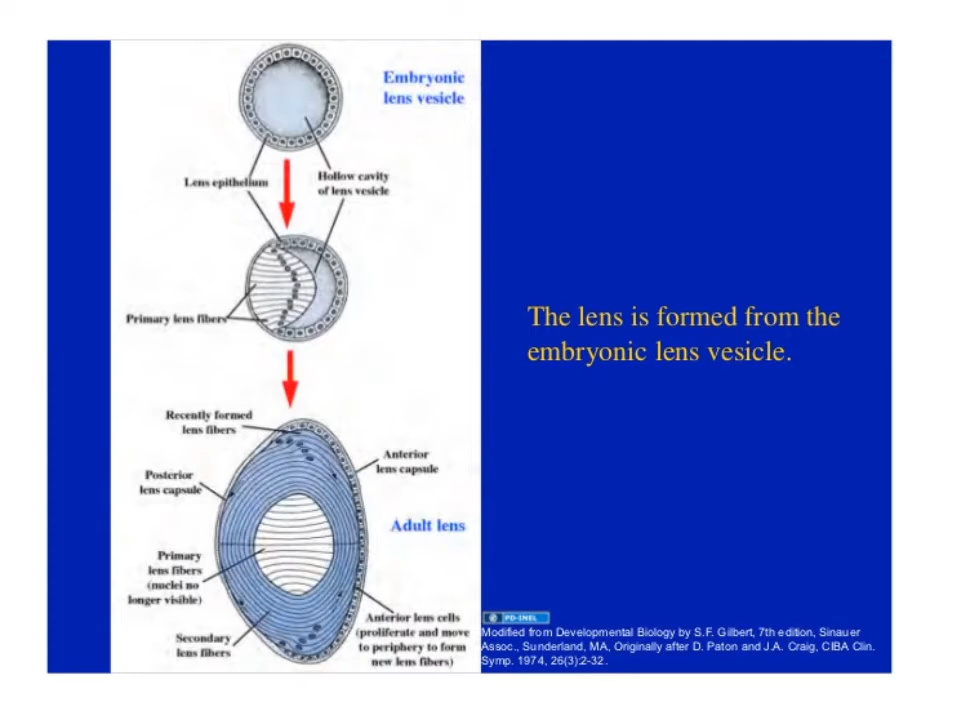 Embryonic
lens vesicle
Lens epithelium
Hollow cavity
of lens vesicle
Primary lens fibers
The lens is formed from the
embryonic lens vesicle.
Recently formed
lens fibers
Anterior
lens capsule
Posterior
lens capsule
Adult lens
Primary
lens fibers
(nuclei no
longer visible)
Secondary
lens fibers
Anterior lens cells
(proliferate and move
to periphery to form
new lens fibers)
PD-INEL
Modified from Developmental Biology by S.F. Gilbert, 7th edition, Sinauer
Assoc., Sunderland, MA, Originally after D. Paton and J.A. Craig, CIBA Clin.
Symp. 1974, 26(3):2-32.